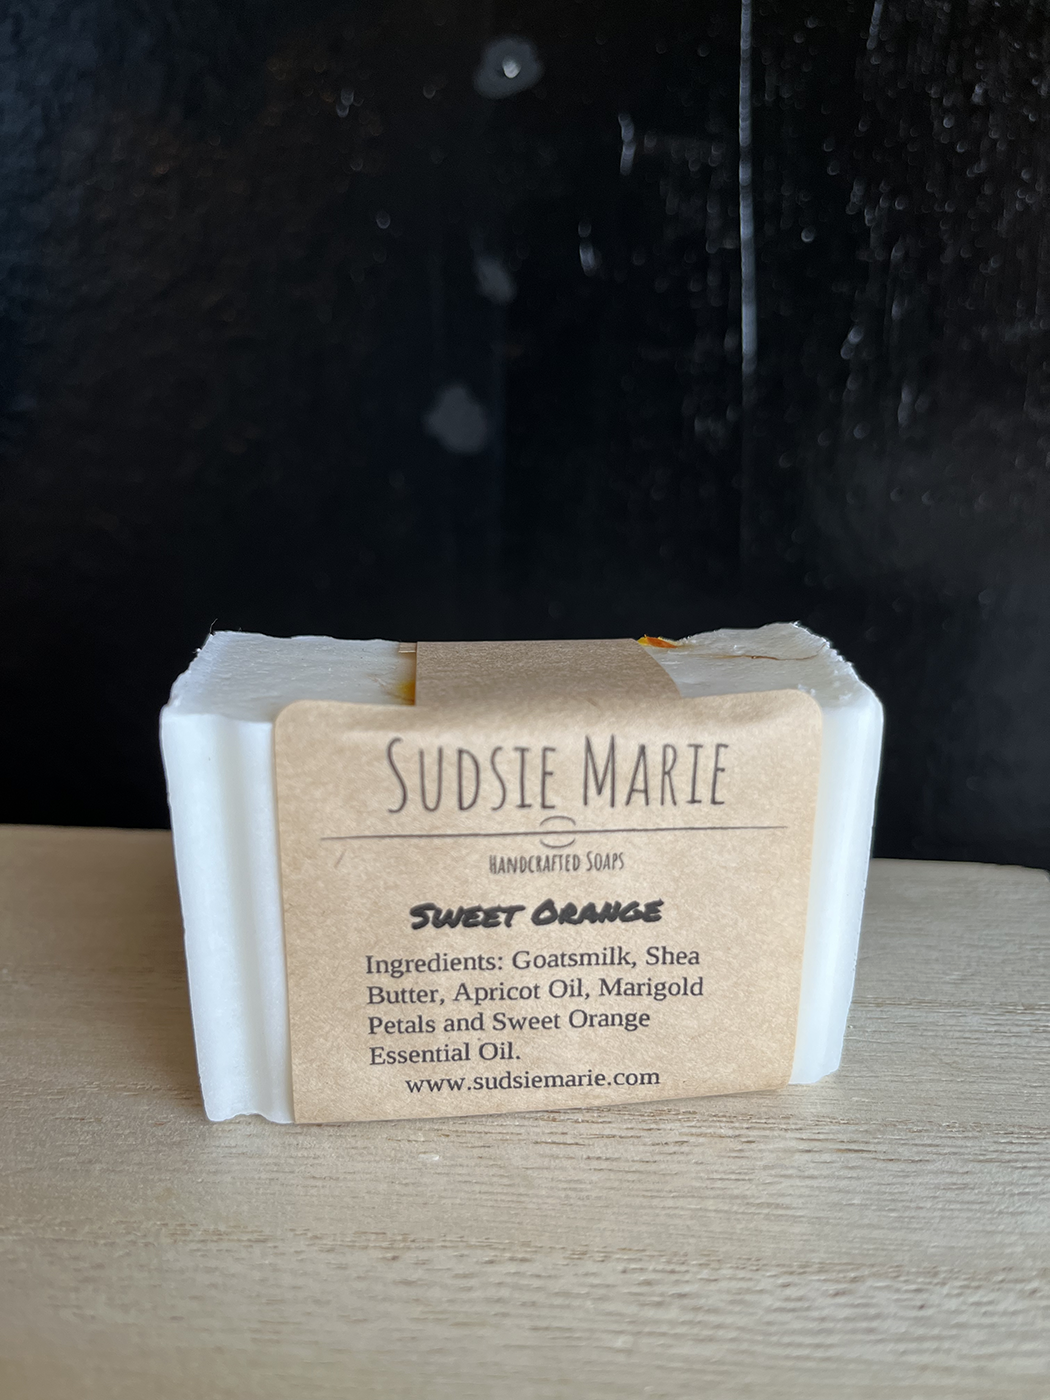 Sudsie Marie
Handcrafted Soaps
Sweet Orange
Ingredients: Goatsmilk, Shea
Butter, Apricot Oil, Marigold
Petals and Sweet Orange
Essential Oil.
www.sudsiemarie.com